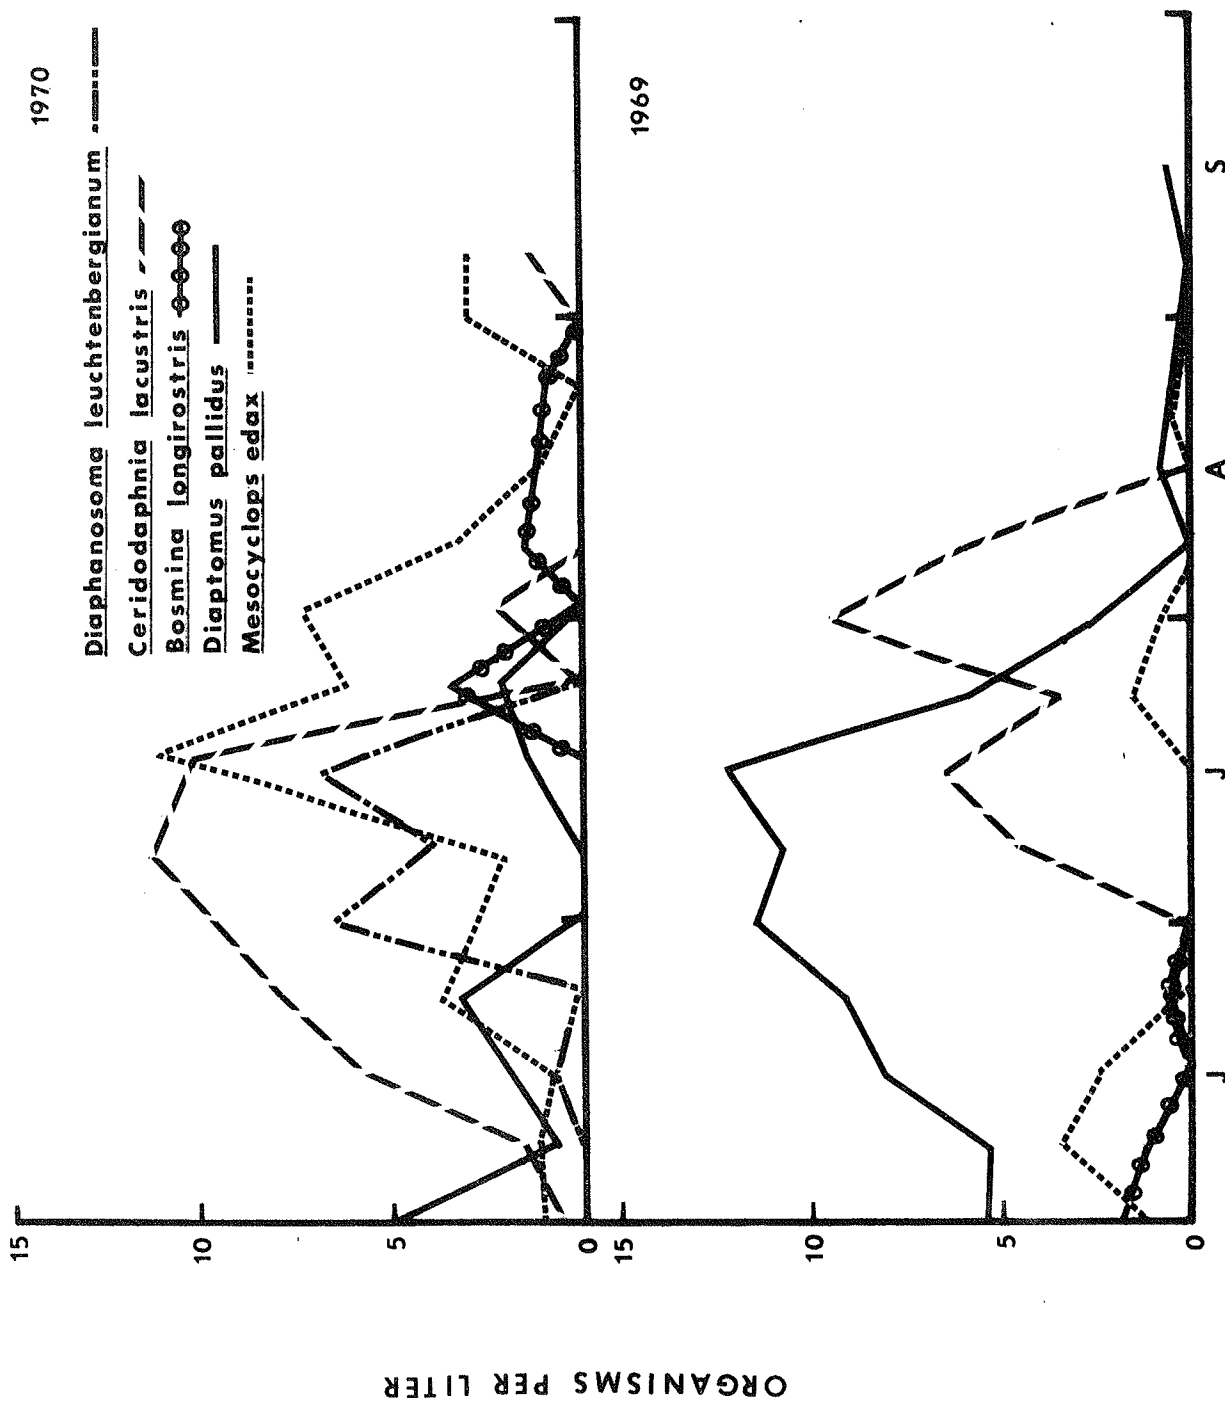 1970
Diaphanosoma leuchtenbergianum
Ceridodaphnia lacustris
Bosmina longirostris
Diaptomus pallidus
Mesocyclops edax
15
10
5
0
1969
15
10
5
0
J
J
A
S
ORGANISMS PER LITER